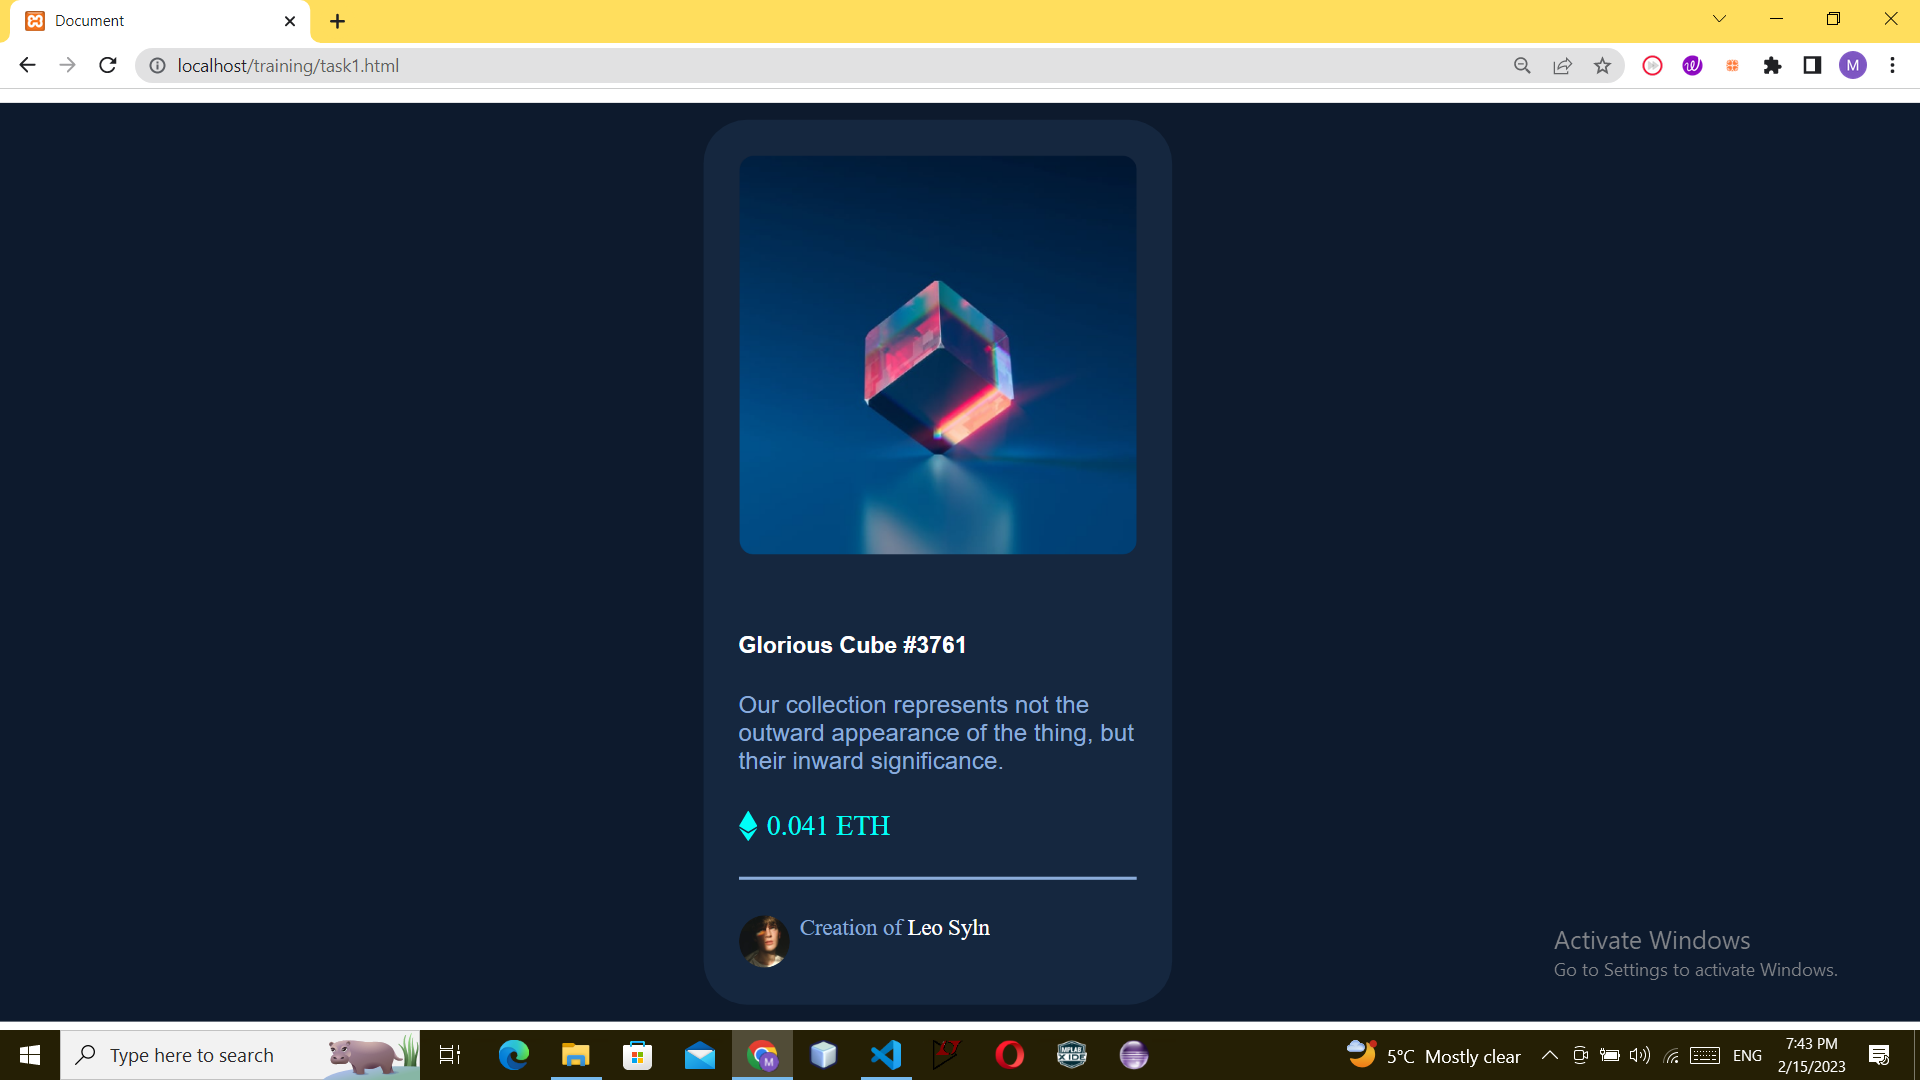 Document
localhost/training/task1.html
M
Glorious Cube #3761
Our collection represents not the
outward appearance of the thing, but
their inward significance.
0.041 ETH
Creation of Leo Syln
Activate Windows
Go to Settings to activate Windows.
Type here to search
M
MPLAB
X IDE
5°C Mostly clear
ENG
7:43 PM
2/15/2023